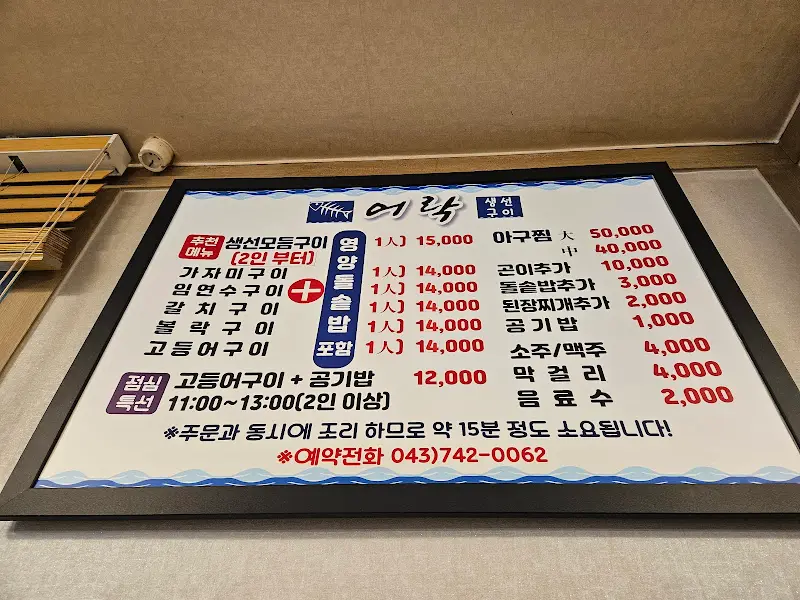 어락 생선구이
추천메뉴 생선모듬구이 1人) 15,000
(2인 부터)
가자미구이 1人) 14,000
임연수구이 1人) 14,000
갈치구이 1人) 14,000
볼락구이 1人) 14,000
고등어구이 1人) 14,000
+ 영양돌솥밥 포함
점심특선 고등어구이 + 공기밥 12,000
11:00~13:00(2인 이상)
아구찜 大 50,000
中 40,000
곤이추가 10,000
돌솥밥추가 3,000
된장찌개추가 2,000
공기밥 1,000
소주/맥주 4,000
막걸리 4,000
음료수 2,000
※주문과 동시에 조리 하므로 약 15분 정도 소요됩니다!
※예약전화 043)742-0062